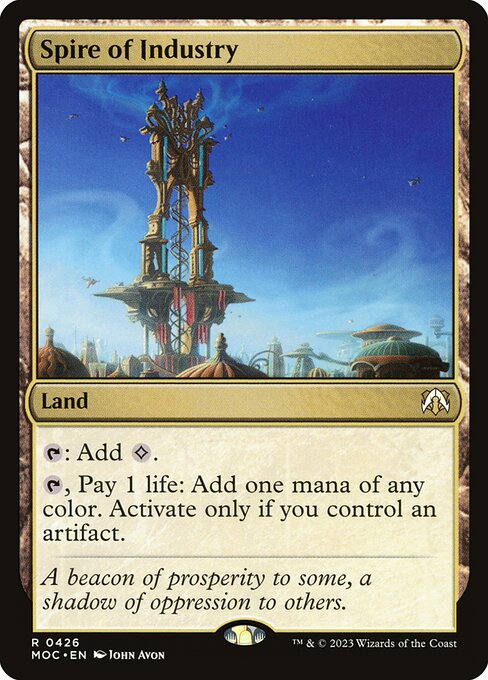 Spire of Industry
Land
: Add .
, Pay 1 life: Add one mana of any
color. Activate only if you control an
artifact.
A beacon of prosperity to some, a
shadow of oppression to others.
R 0426
MOC • EN John Avon
™ & © 2023 Wizards of the Coast